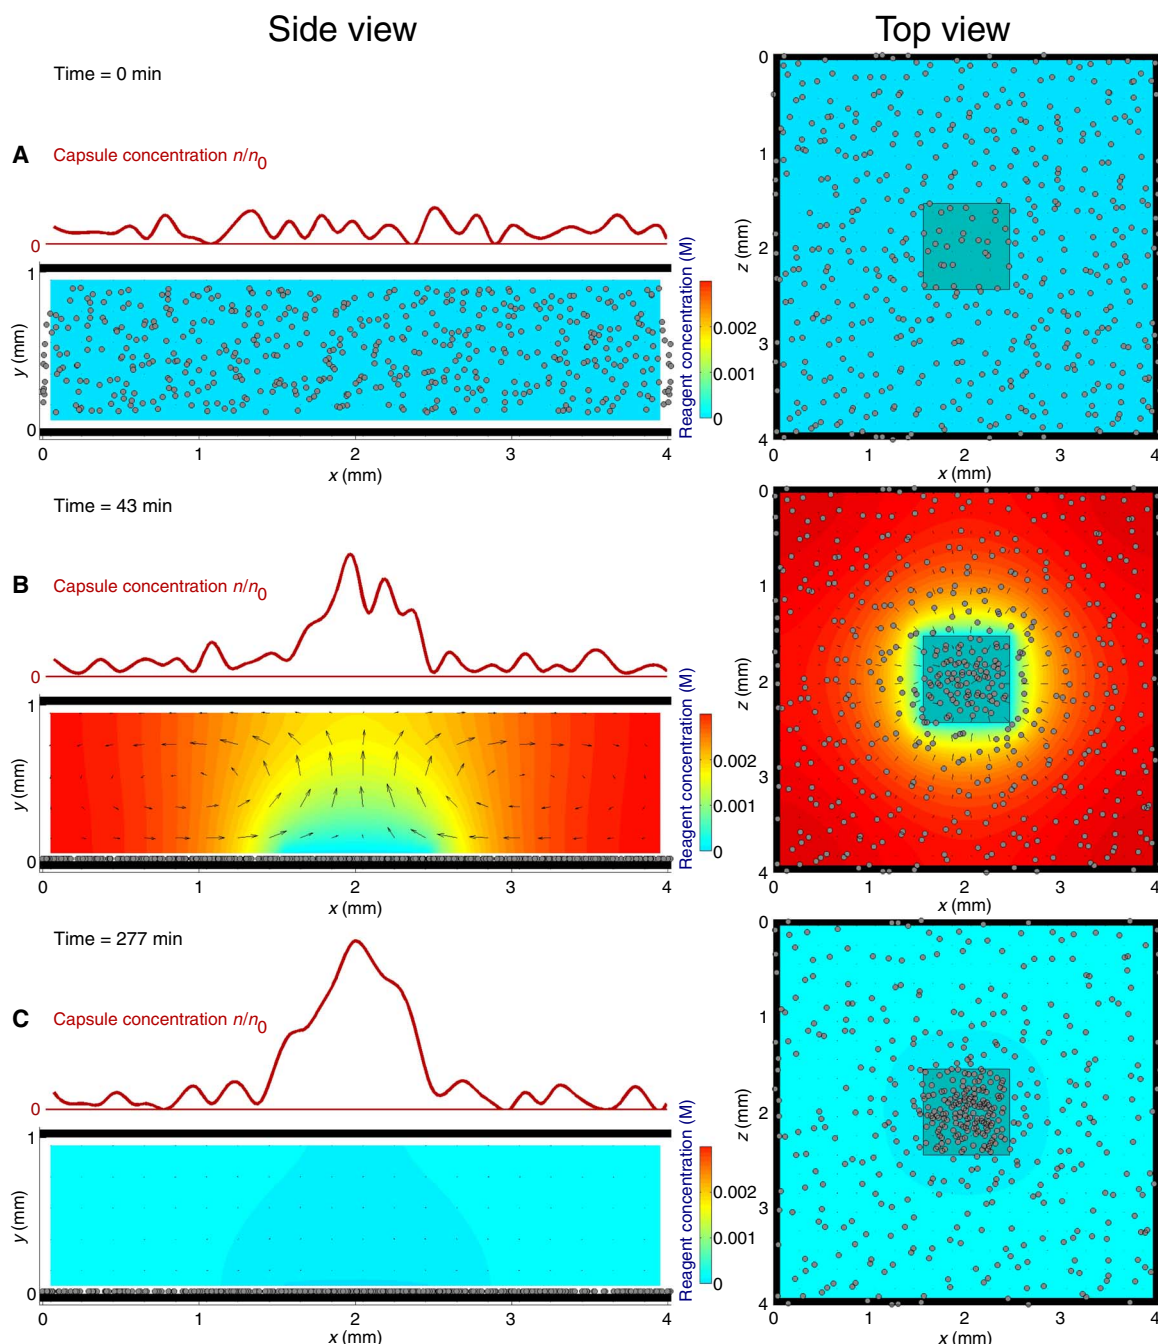 Side view
Top view
Time = 0 min
A
Capsule concentration n/n0
0
1
y (mm)
0
0 1 2 3 4
x (mm)
Reagent concentration (M)
0.002
0.001
0
0
1
z (mm)
2
3
4
0 1 2 3 4
x (mm)
Time = 43 min
B
Capsule concentration n/n0
0
1
y (mm)
0
0 1 2 3 4
x (mm)
Reagent concentration (M)
0.002
0.001
0
0
1
z (mm)
2
3
4
0 1 2 3 4
x (mm)
Time = 277 min
C
Capsule concentration n/n0
0
1
y (mm)
0
0 1 2 3 4
x (mm)
Reagent concentration (M)
0.002
0.001
0
0
1
z (mm)
2
3
4
0 1 2 3 4
x (mm)